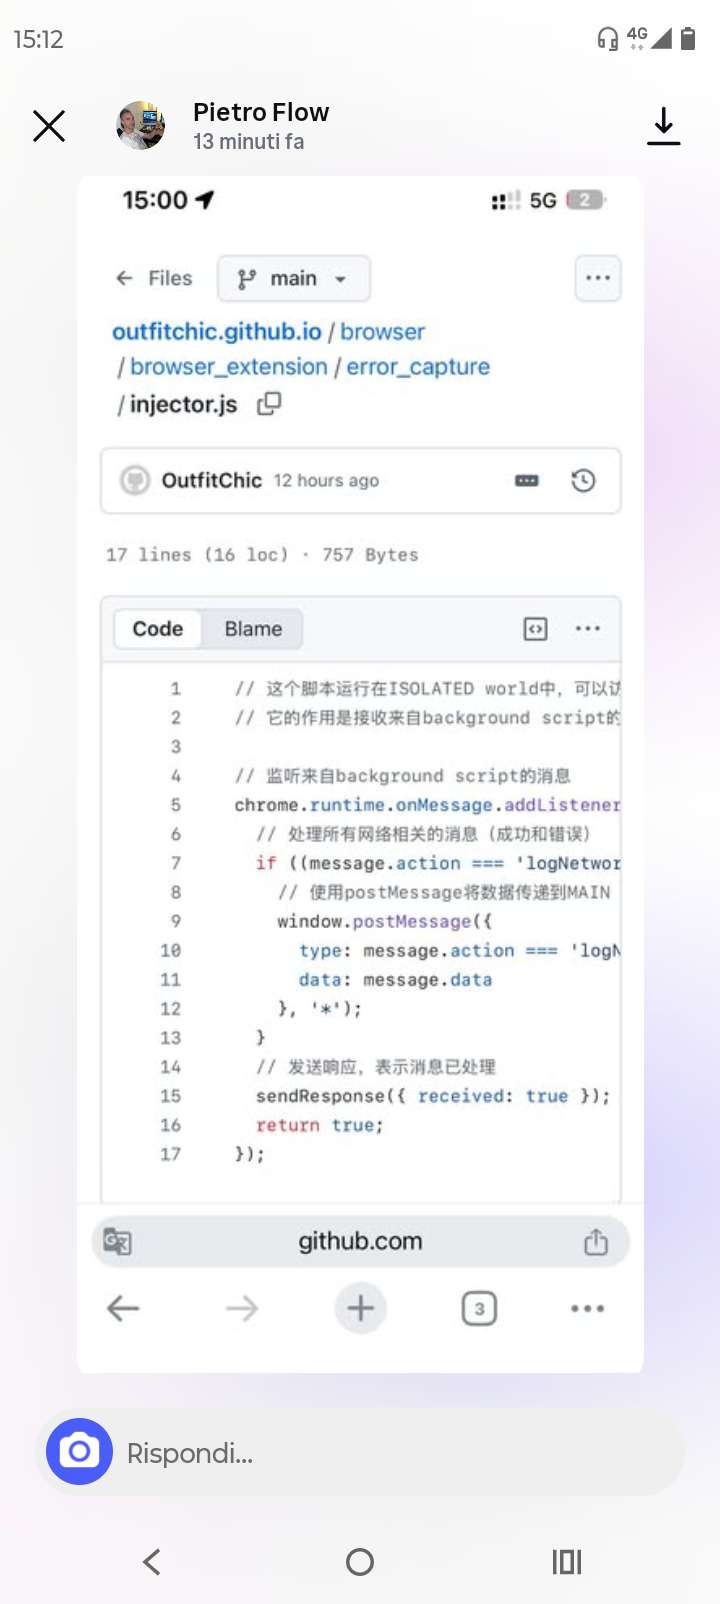 15:12
4G
Pietro Flow
13 minuti fa
15:00
5G
2
Files
main
outfitchic.github.io / browser
/ browser_extension / error_capture
/ injector.js
OutfitChic 12 hours ago
17 lines (16 loc) · 757 Bytes
Code
Blame
1 // 这个脚本运行在ISOLATED world中，可以
2 // 它的作用是接收来自background script的
3
4 // 监听来自background script的消息
5 chrome.runtime.onMessage.addListener
6 // 处理所有网络相关的消息（成功和错误）
7 if ((message.action === 'logNetwor
8 // 使用postMessage将数据传递到MAIN
9 window.postMessage({
10 type: message.action === 'logN
11 data: message.data
12 }, '*');
13 }
14 // 发送响应，表示消息已处理
15 sendResponse({ received: true });
16 return true;
17 });
github.com
3
Rispondi...